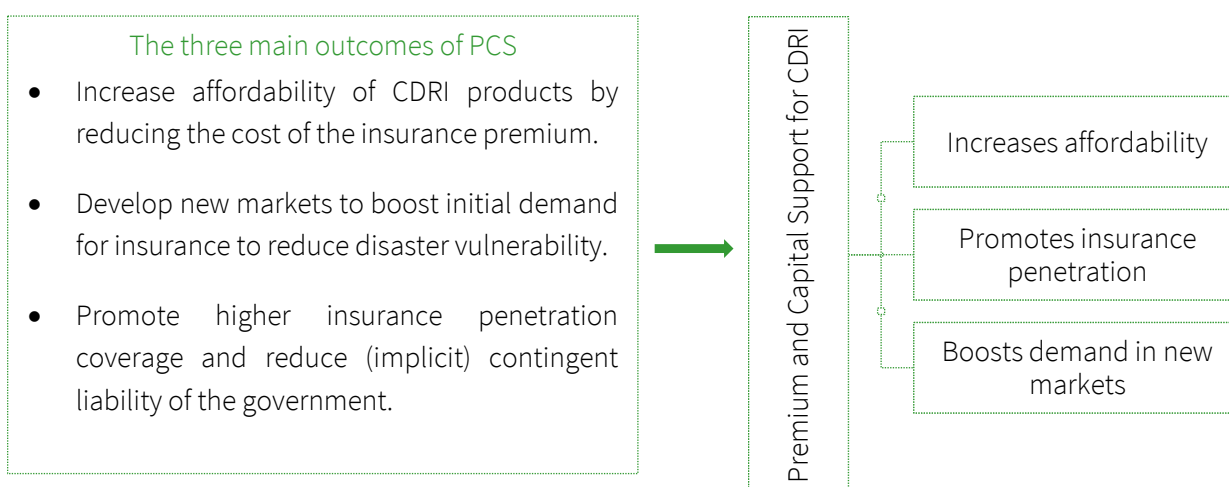 The three main outcomes of PCS
● Increase affordability of CDRI products by
reducing the cost of the insurance premium.
● Develop new markets to boost initial demand
for insurance to reduce disaster vulnerability.
● Promote higher insurance penetration
coverage and reduce (implicit) contingent
liability of the government.
Premium and Capital Support for CDRI
Increases affordability
Promotes insurance
penetration
Boosts demand in new
markets